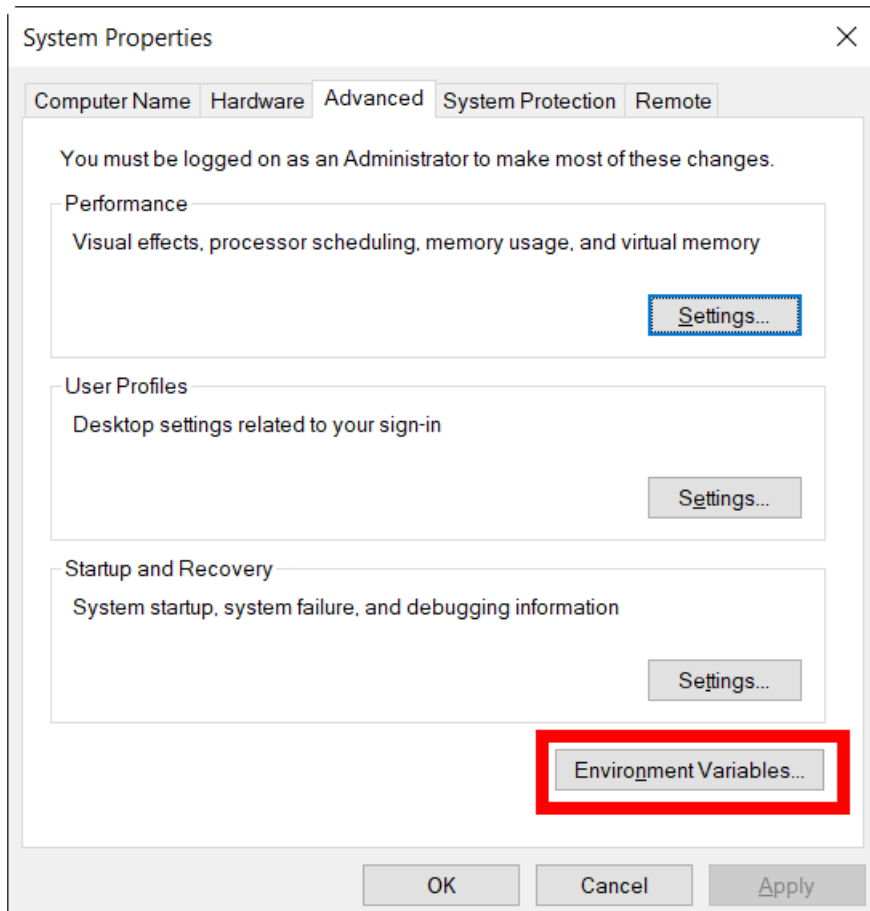 System Properties
Computer Name Hardware Advanced System Protection Remote
You must be logged on as an Administrator to make most of these changes.
Performance
Visual effects, processor scheduling, memory usage, and virtual memory
Settings...
User Profiles
Desktop settings related to your sign-in
Settings...
Startup and Recovery
System startup, system failure, and debugging information
Settings...
Environment Variables...
OK Cancel Apply